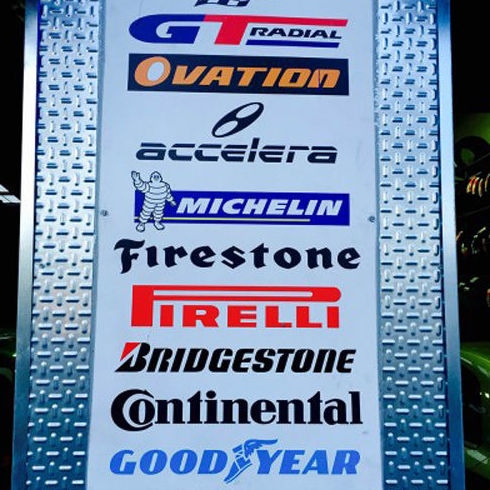 GT RADIAL
OVATION
accelera
MICHELIN
Firestone
PIRELLI
BRIDGESTONE
Continental
GOODYEAR